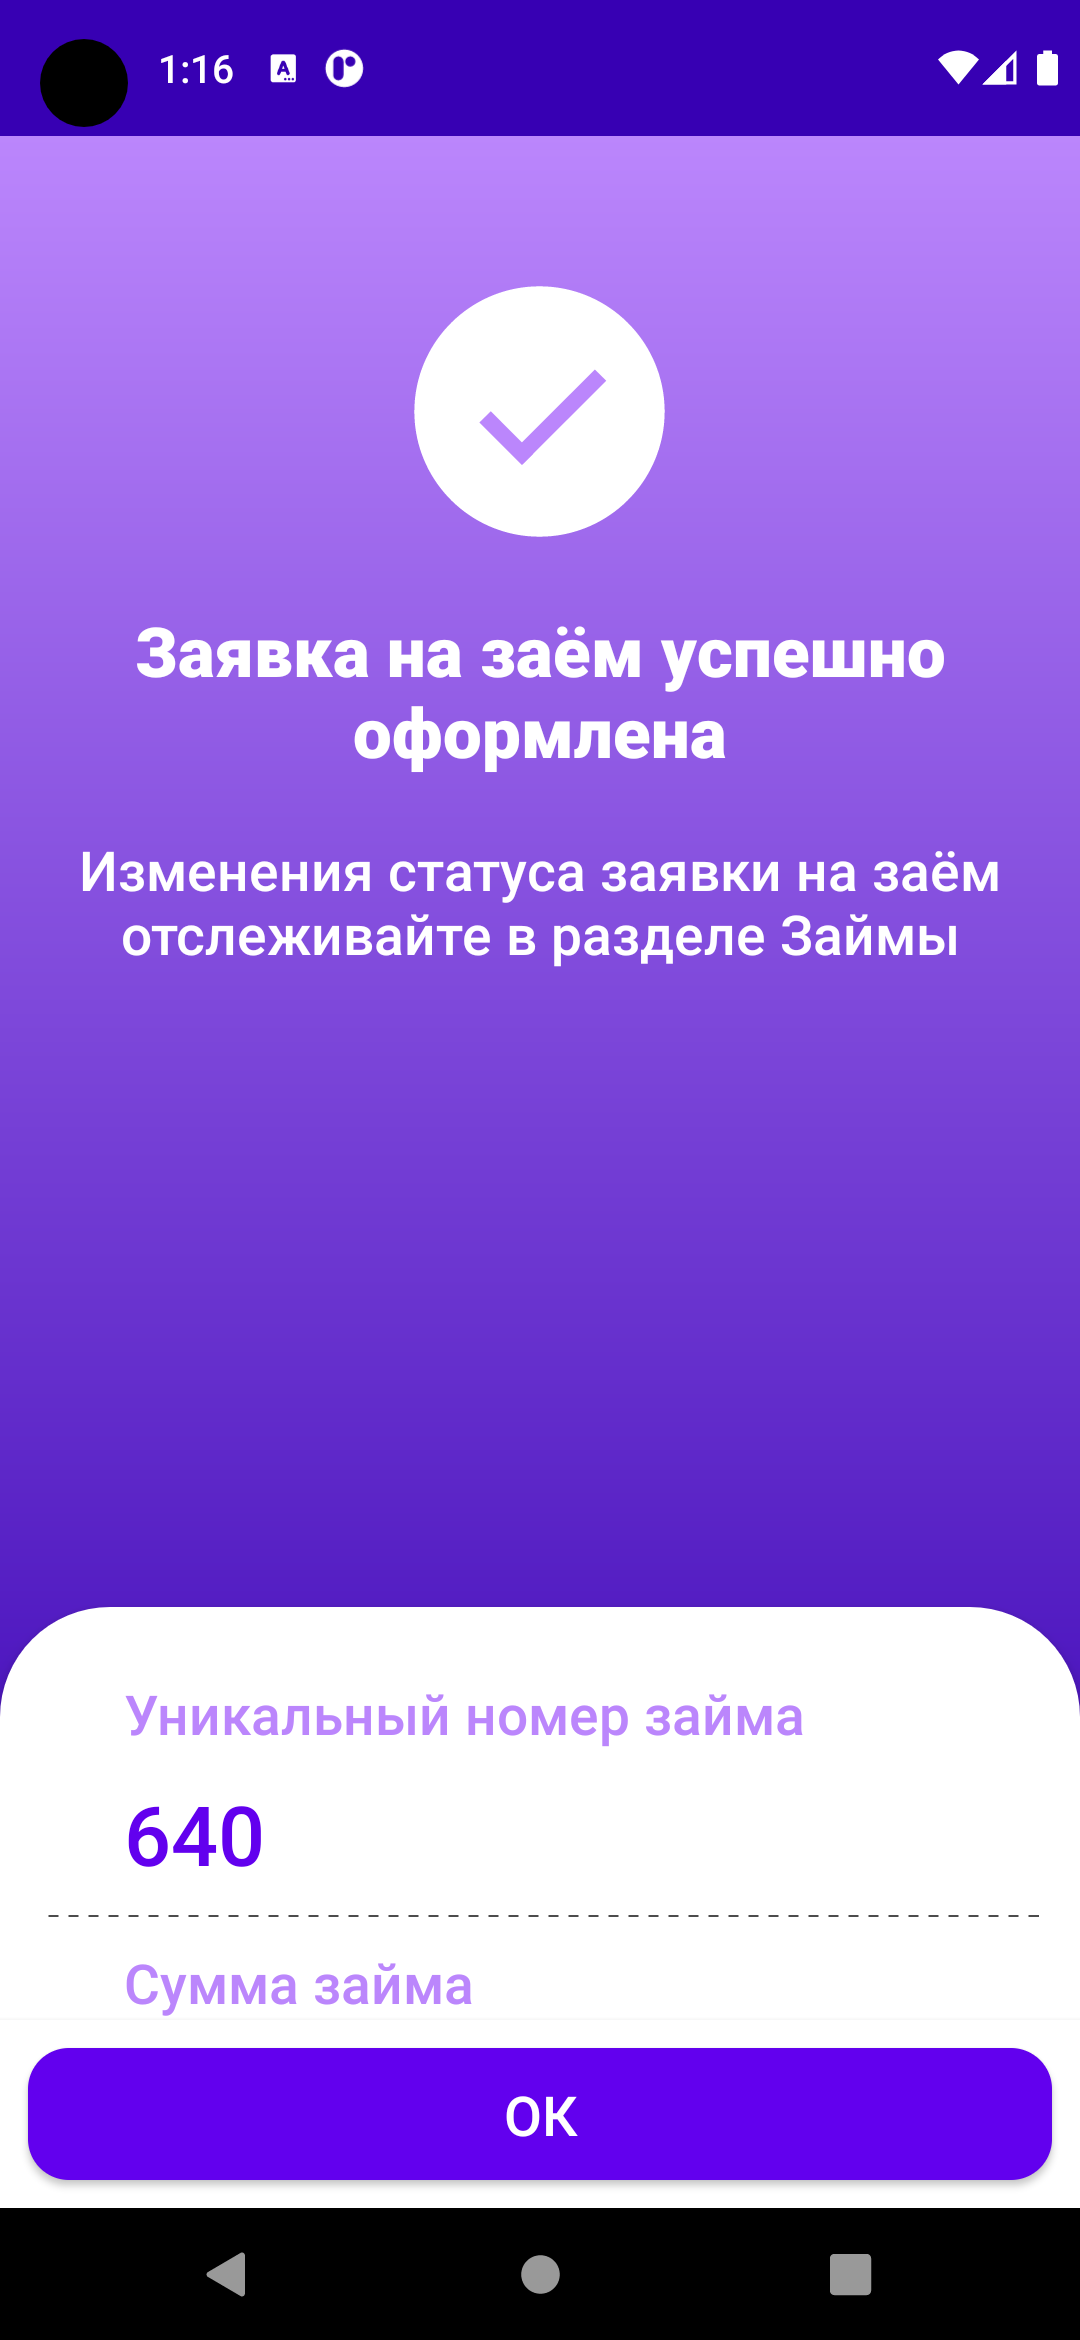 1:16
Заявка на заём успешно
оформлена
Изменения статуса заявки на заём
отслеживайте в разделе Займы
Уникальный номер займа
640
Сумма займа
ОК